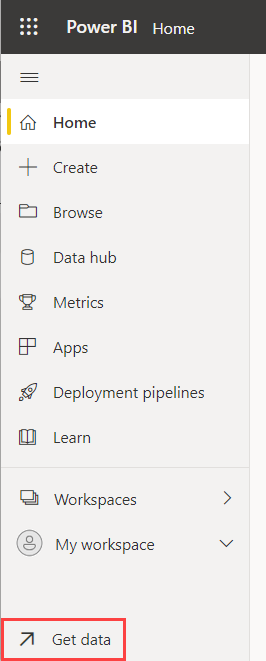 Power BI Home
Home
Create
Browse
Data hub
Metrics
Apps
Deployment pipelines
Learn
Workspaces
My workspace
Get data